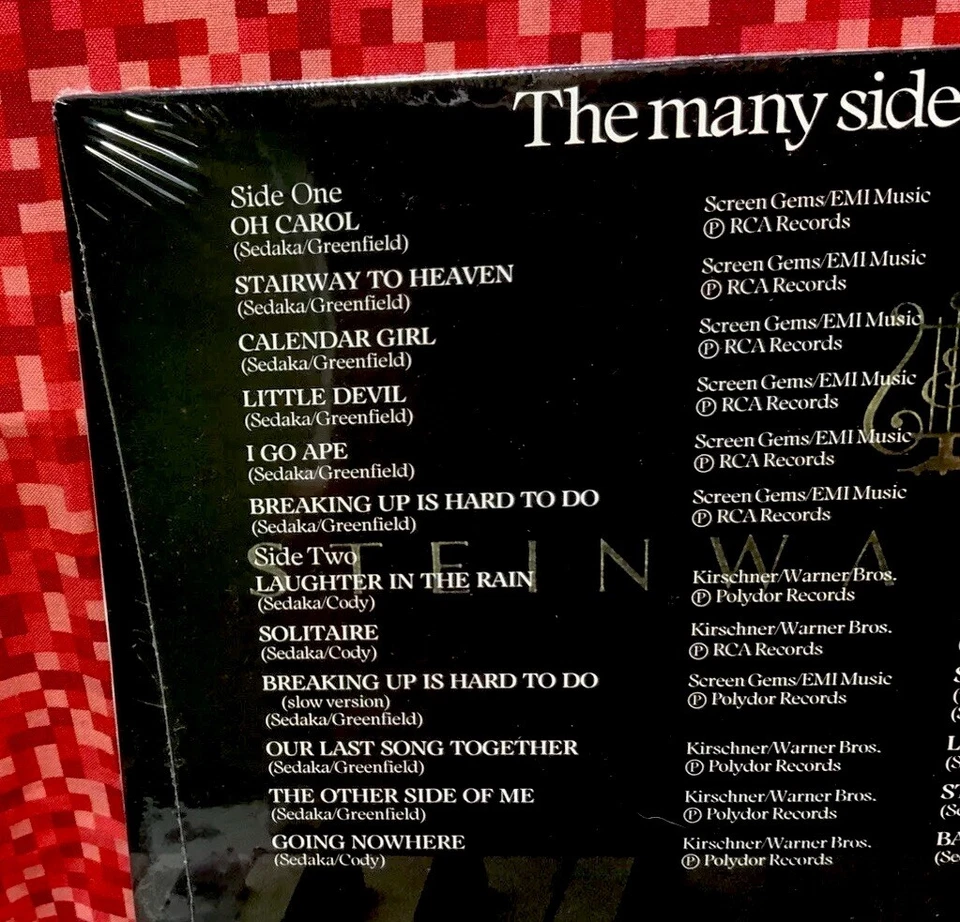 The many side
Side One
OH CAROL
(Sedaka/Greenfield)
Screen Gems/EMI Music
Ⓟ RCA Records
STAIRWAY TO HEAVEN
(Sedaka/Greenfield)
Screen Gems/EMI Music
Ⓟ RCA Records
CALENDAR GIRL
(Sedaka/Greenfield)
Screen Gems/EMI Music
Ⓟ RCA Records
LITTLE DEVIL
(Sedaka/Greenfield)
Screen Gems/EMI Music
Ⓟ RCA Records
I GO APE
(Sedaka/Greenfield)
Screen Gems/EMI Music
Ⓟ RCA Records
BREAKING UP IS HARD TO DO
(Sedaka/Greenfield)
Screen Gems/EMI Music
Ⓟ RCA Records
STEINWA
Side Two
LAUGHTER IN THE RAIN
(Sedaka/Cody)
Kirschner/Warner Bros.
Ⓟ Polydor Records
SOLITAIRE
(Sedaka/Cody)
Kirschner/Warner Bros.
Ⓟ RCA Records
BREAKING UP IS HARD TO DO
(slow version)
(Sedaka/Greenfield)
Screen Gems/EMI Music
Ⓟ Polydor Records
OUR LAST SONG TOGETHER
(Sedaka/Greenfield)
Kirschner/Warner Bros.
Ⓟ Polydor Records
THE OTHER SIDE OF ME
(Sedaka/Greenfield)
Kirschner/Warner Bros.
Ⓟ Polydor Records
GOING NOWHERE
(Sedaka/Cody)
Kirschner/Warner Bros.
Ⓟ Polydor Records